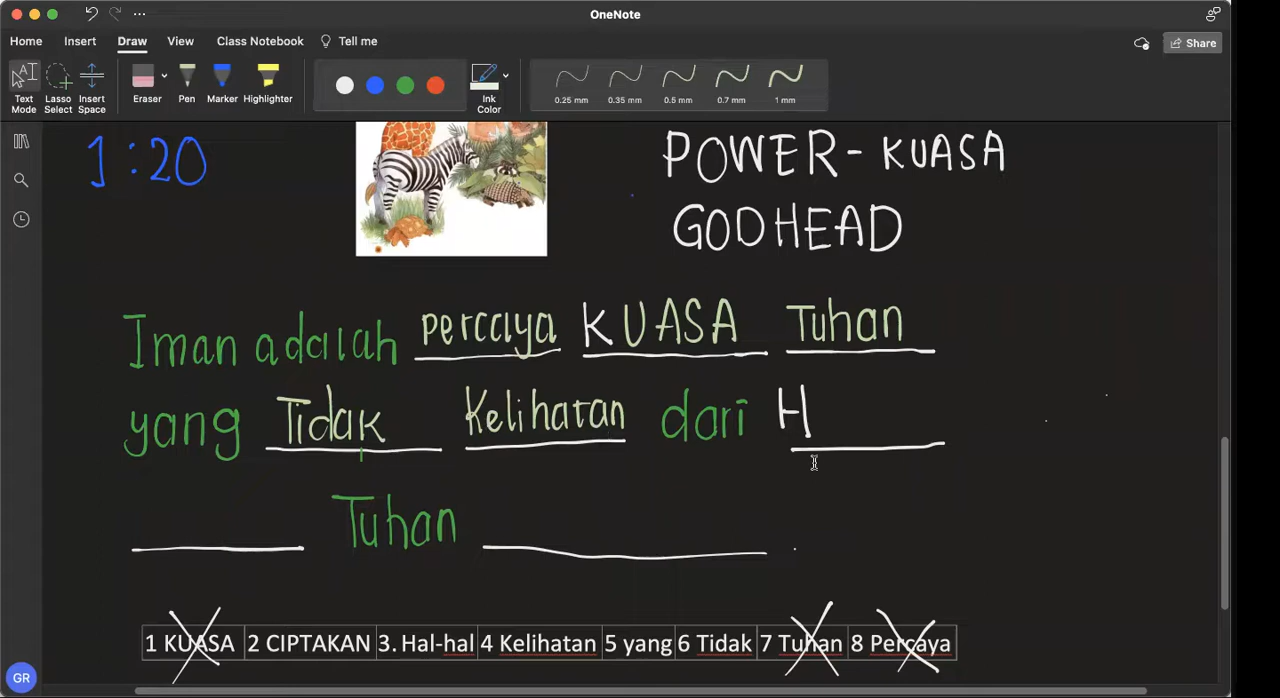 OneNote
Home Insert Draw View Class Notebook Tell me
Share
Text Mode
Lasso Select
Insert Space
Eraser
Pen
Marker
Highlighter
Ink Color
0.25 mm 0.35 mm 0.5 mm 0.7 mm 1 mm
1:20
POWER - KUASA
GODHEAD
Iman adalah percaya KUASA Tuhan
yang Tidak Kelihatan dari H
Tuhan
1 KUASA 2 CIPTAKAN 3. Hal-hal 4 Kelihatan 5 yang 6 Tidak 7 Tuhan 8 Percaya
GR